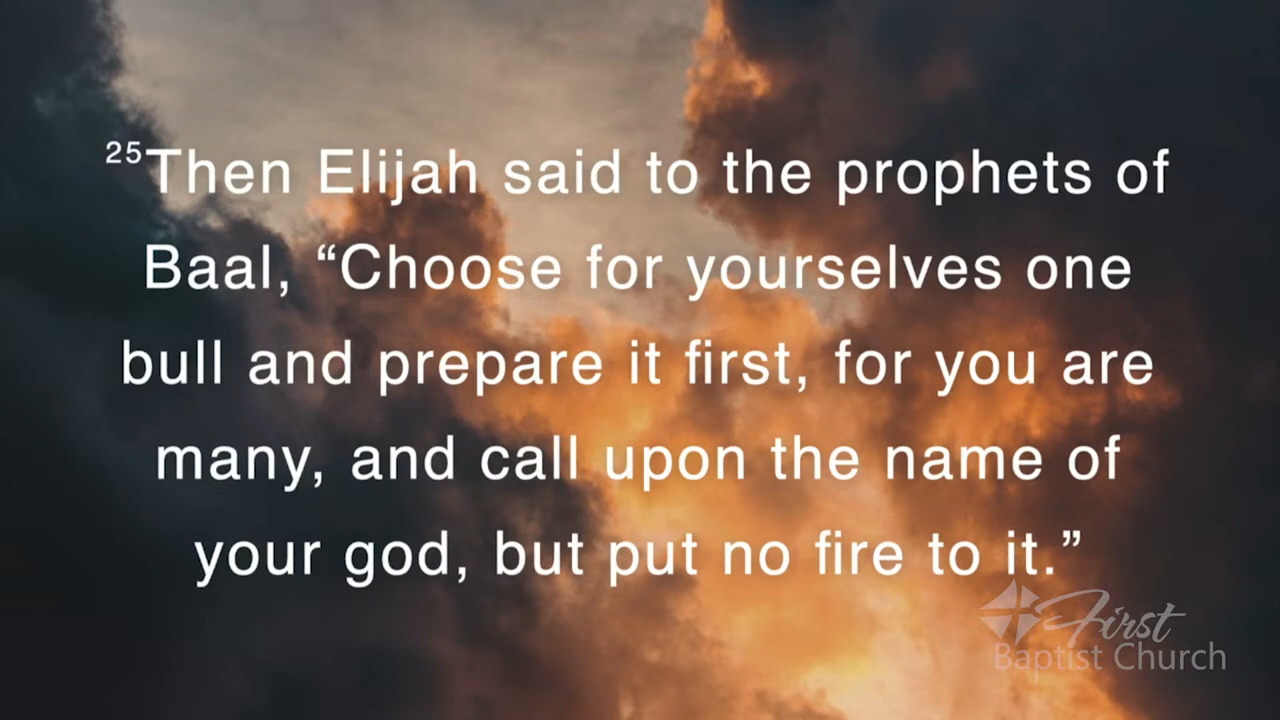 25Then Elijah said to the prophets of
Baal, “Choose for yourselves one
bull and prepare it first, for you are
many, and call upon the name of
your god, but put no fire to it.”
First
Baptist Church